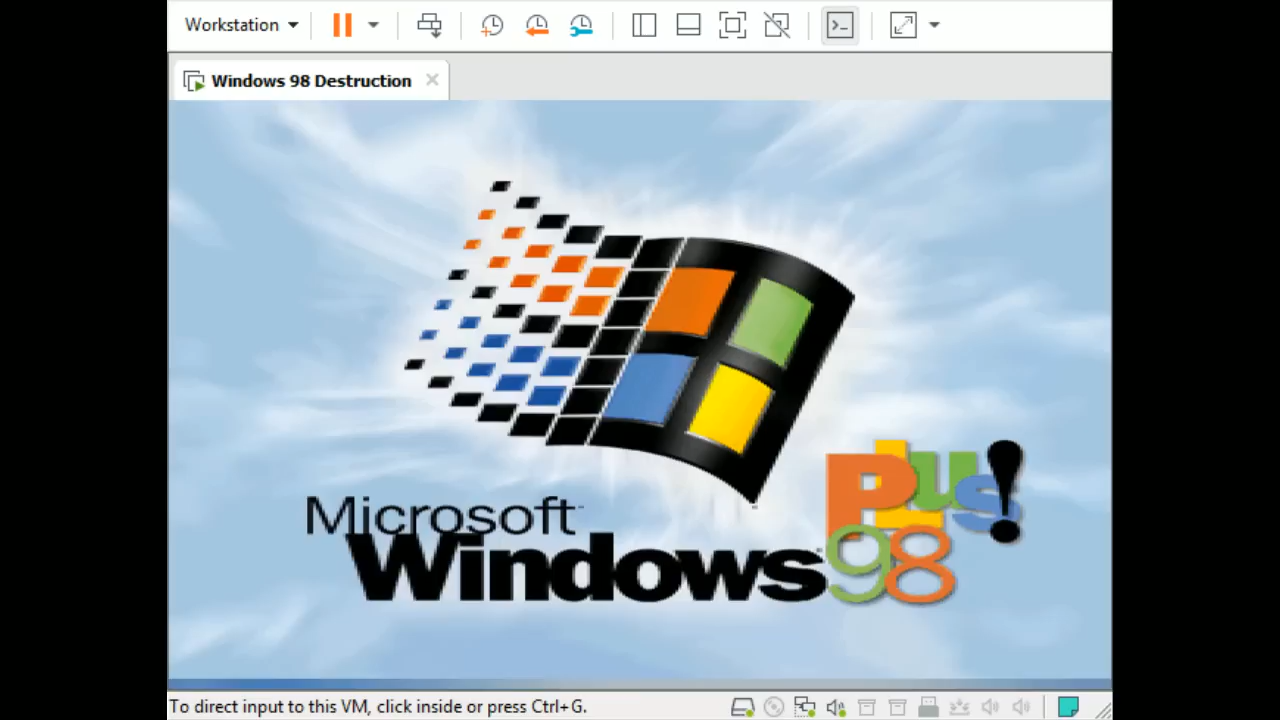 Workstation
Windows 98 Destruction
Plus!
Microsoft
Windows 98
To direct input to this VM, click inside or press Ctrl+G.